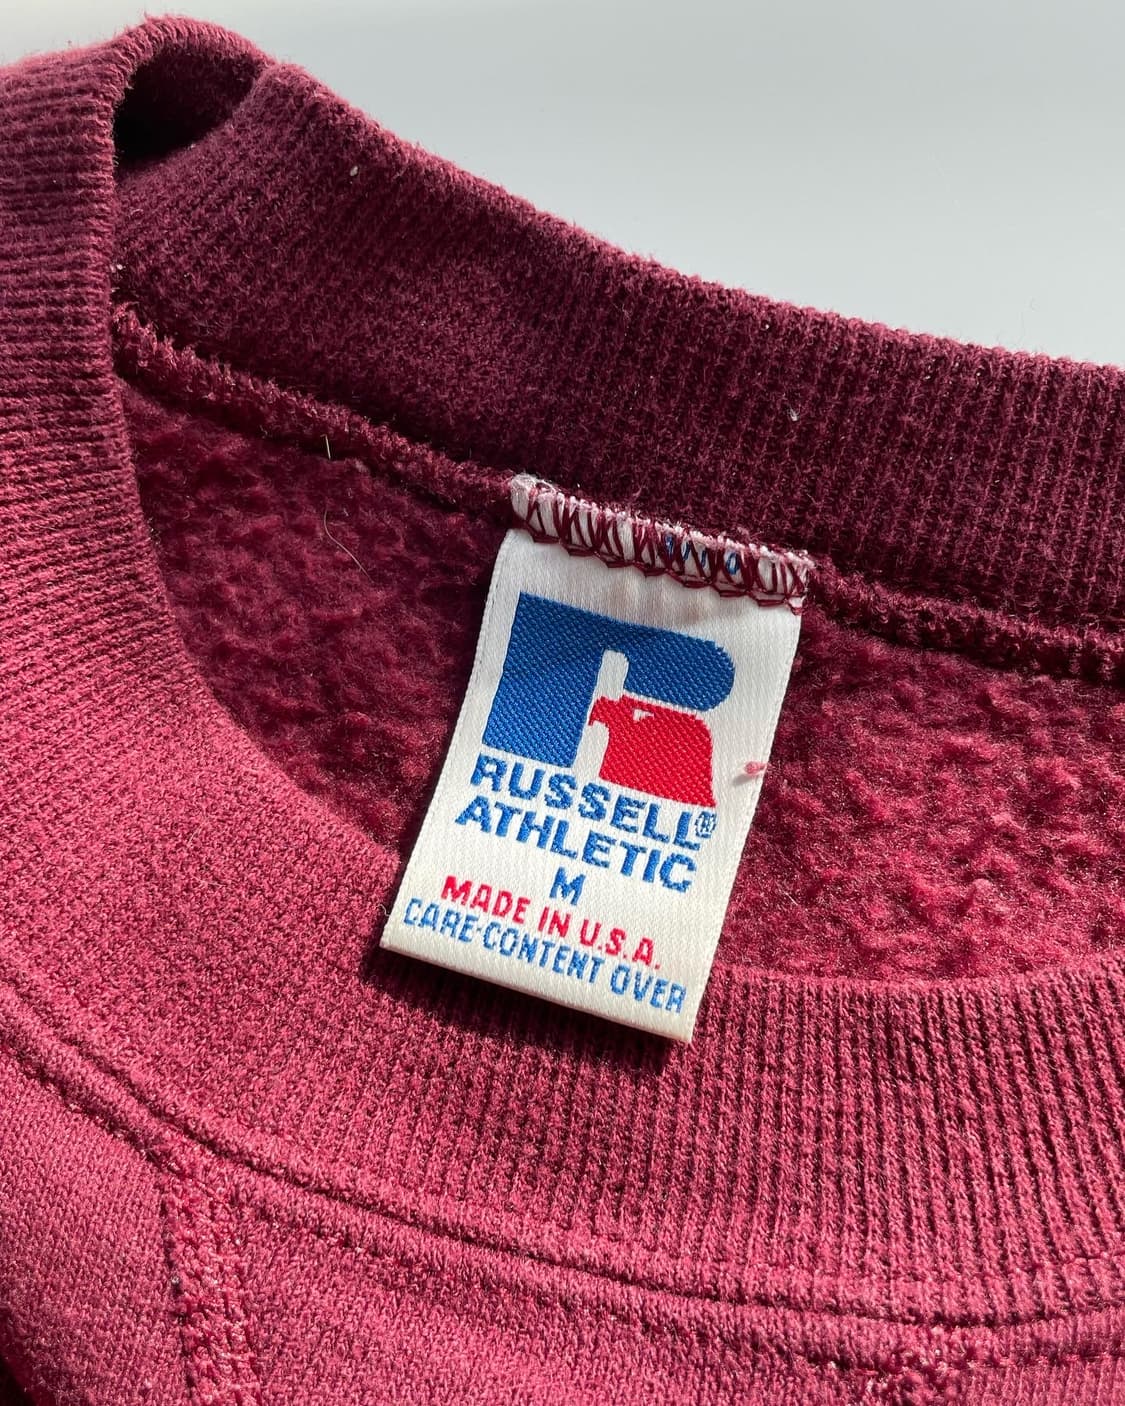 RUSSELL®
ATHLETIC
M
MADE IN U.S.A.
CARE-CONTENT OVER